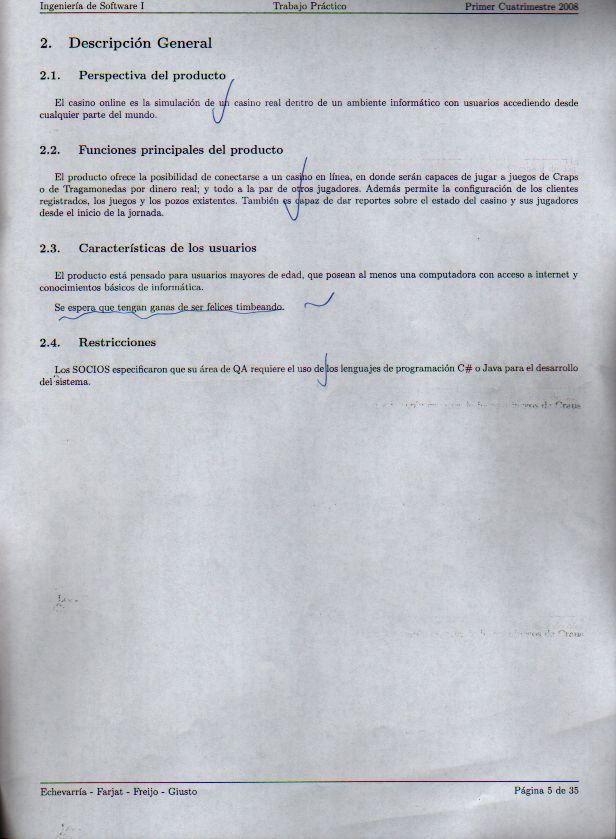 Ingeniería de Software I Trabajo Práctico Primer Cuatrimestre 2008
2. Descripción General
2.1. Perspectiva del producto
El casino online es la simulación de un casino real dentro de un ambiente informático con usuarios accediendo desde
cualquier parte del mundo.
2.2. Funciones principales del producto
El producto ofrece la posibilidad de conectarse a un casino en línea, en donde serán capaces de jugar a juegos de Craps
o de Tragamonedas por dinero real; y todo a la par de otros jugadores. Además permite la configuración de los clientes
registrados, los juegos y los pozos existentes. También es capaz de dar reportes sobre el estado del casino y sus jugadores
desde el inicio de la jornada.
2.3. Características de los usuarios
El producto está pensado para usuarios mayores de edad, que posean al menos una computadora con acceso a internet y
conocimientos básicos de informática.
Se espera que tengan ganas de ser felices timbeando.
2.4. Restricciones
Los SOCIOS especificaron que su área de QA requiere el uso de los lenguajes de programación C# o Java para el desarrollo
del sistema.
de Craps
de Craps
Echevarría - Farjat - Freijo - Giusto Página 5 de 35